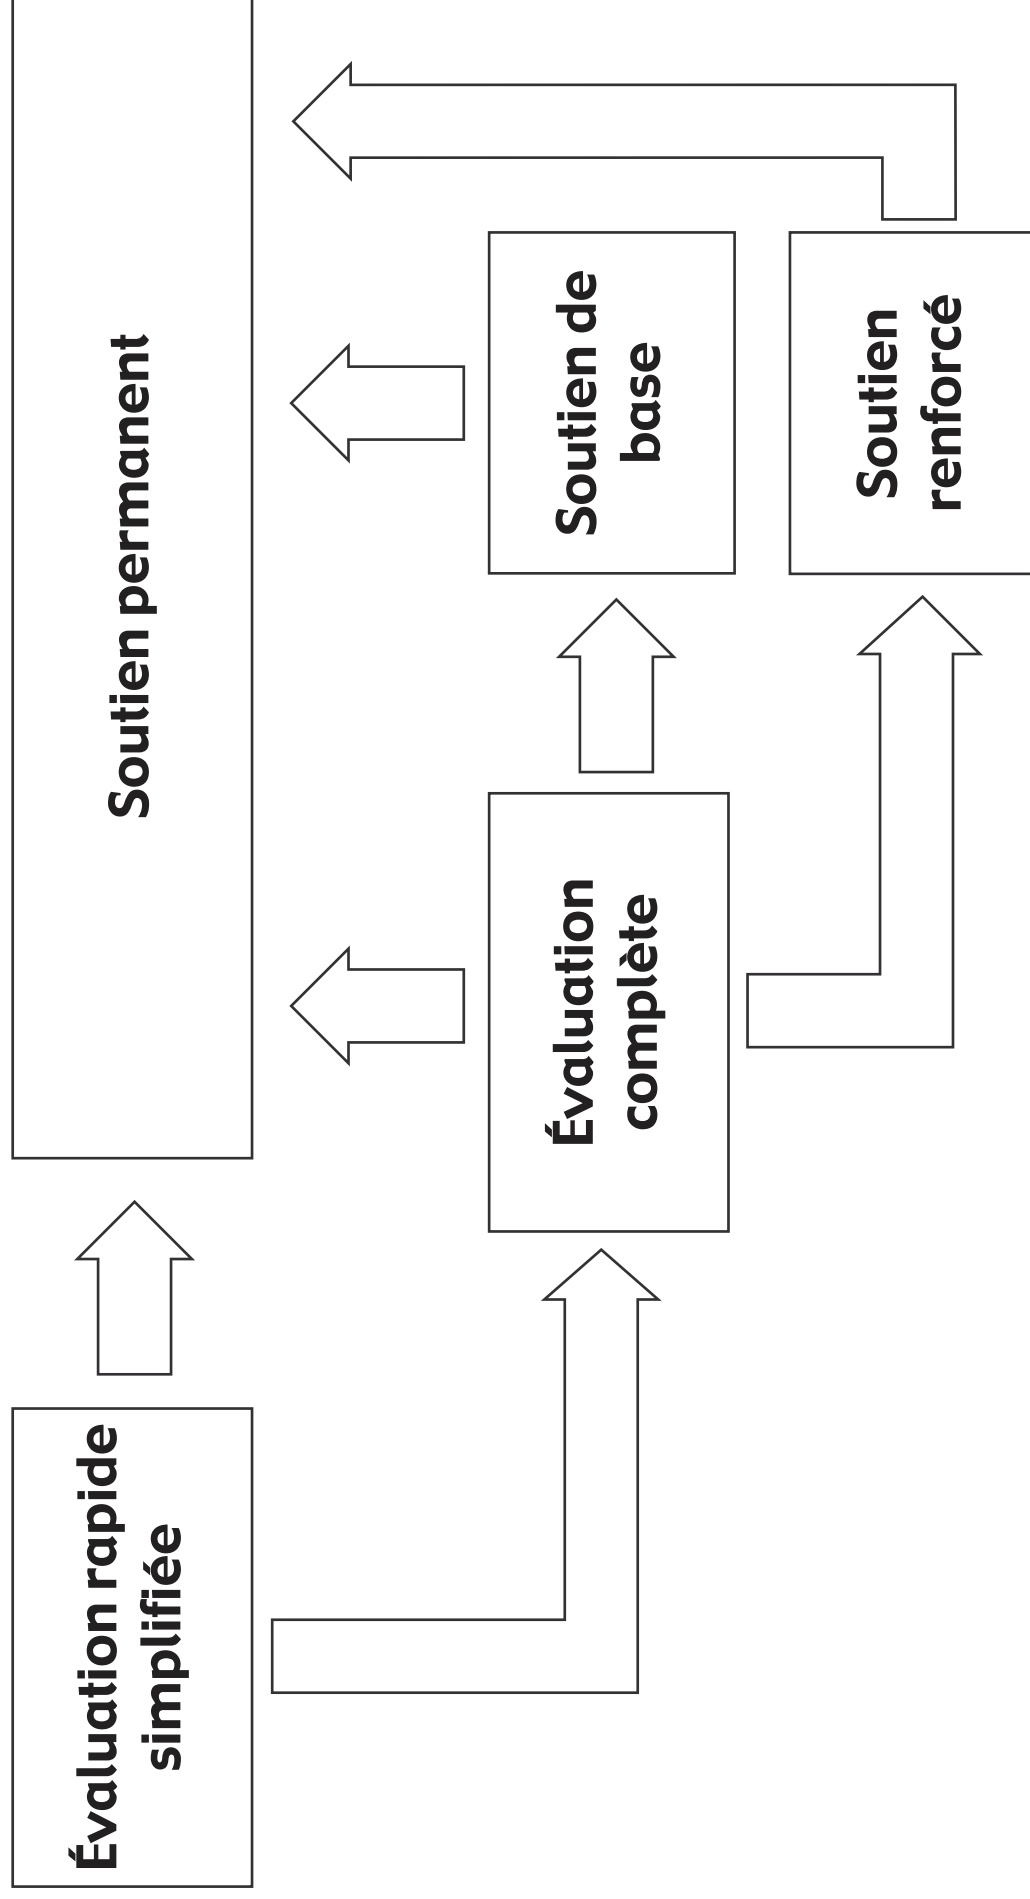 Évaluation rapide
simplifiée
Soutien permanent
Évaluation
complète
Soutien de
base
Soutien
renforcé